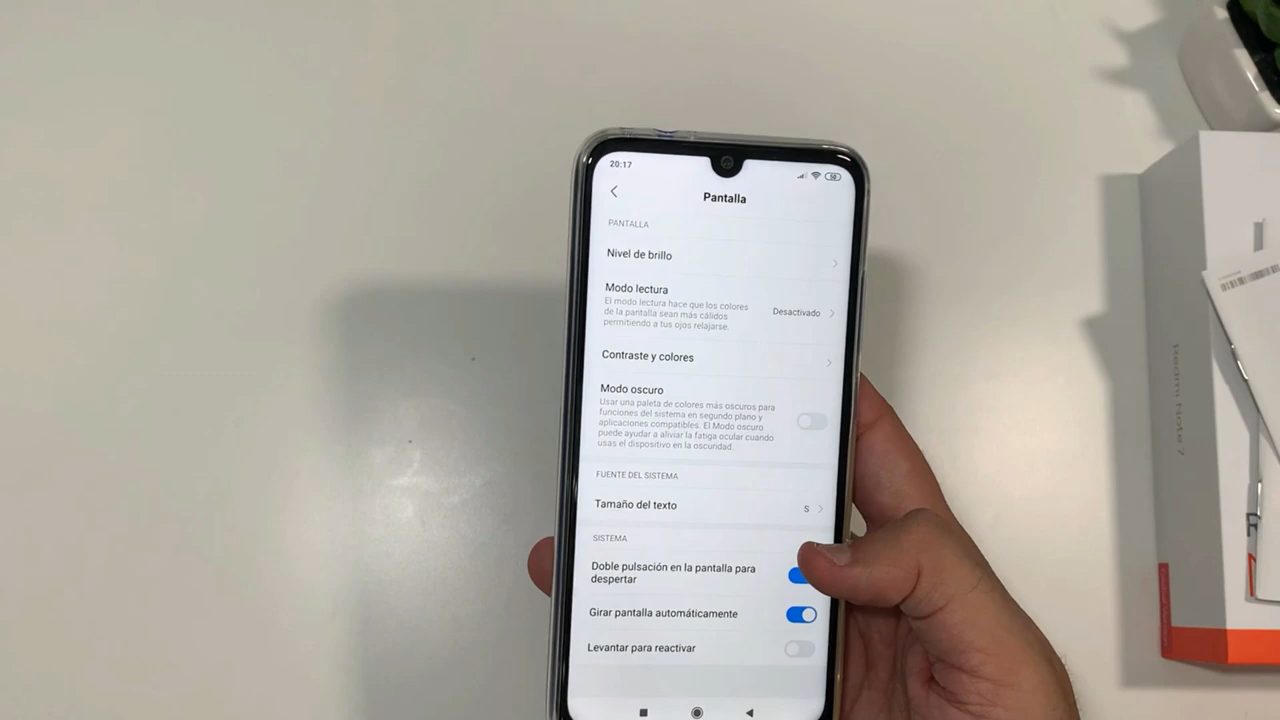 20:17
50
Pantalla
PANTALLA
Nivel de brillo
Modo lectura
El modo lectura hace que los colores
de la pantalla sean más cálidos
permitiendo a tus ojos relajarse.
Desactivado
Contraste y colores
Modo oscuro
Usar una paleta de colores más oscuros para
funciones del sistema en segundo plano y
aplicaciones compatibles. El Modo oscuro
puede ayudar a aliviar la fatiga ocular cuando
usas el dispositivo en la oscuridad.
FUENTE DEL SISTEMA
Tamaño del texto
S
SISTEMA
Doble pulsación en la pantalla para
despertar
Girar pantalla automáticamente
Levantar para reactivar
Redmi Note 7